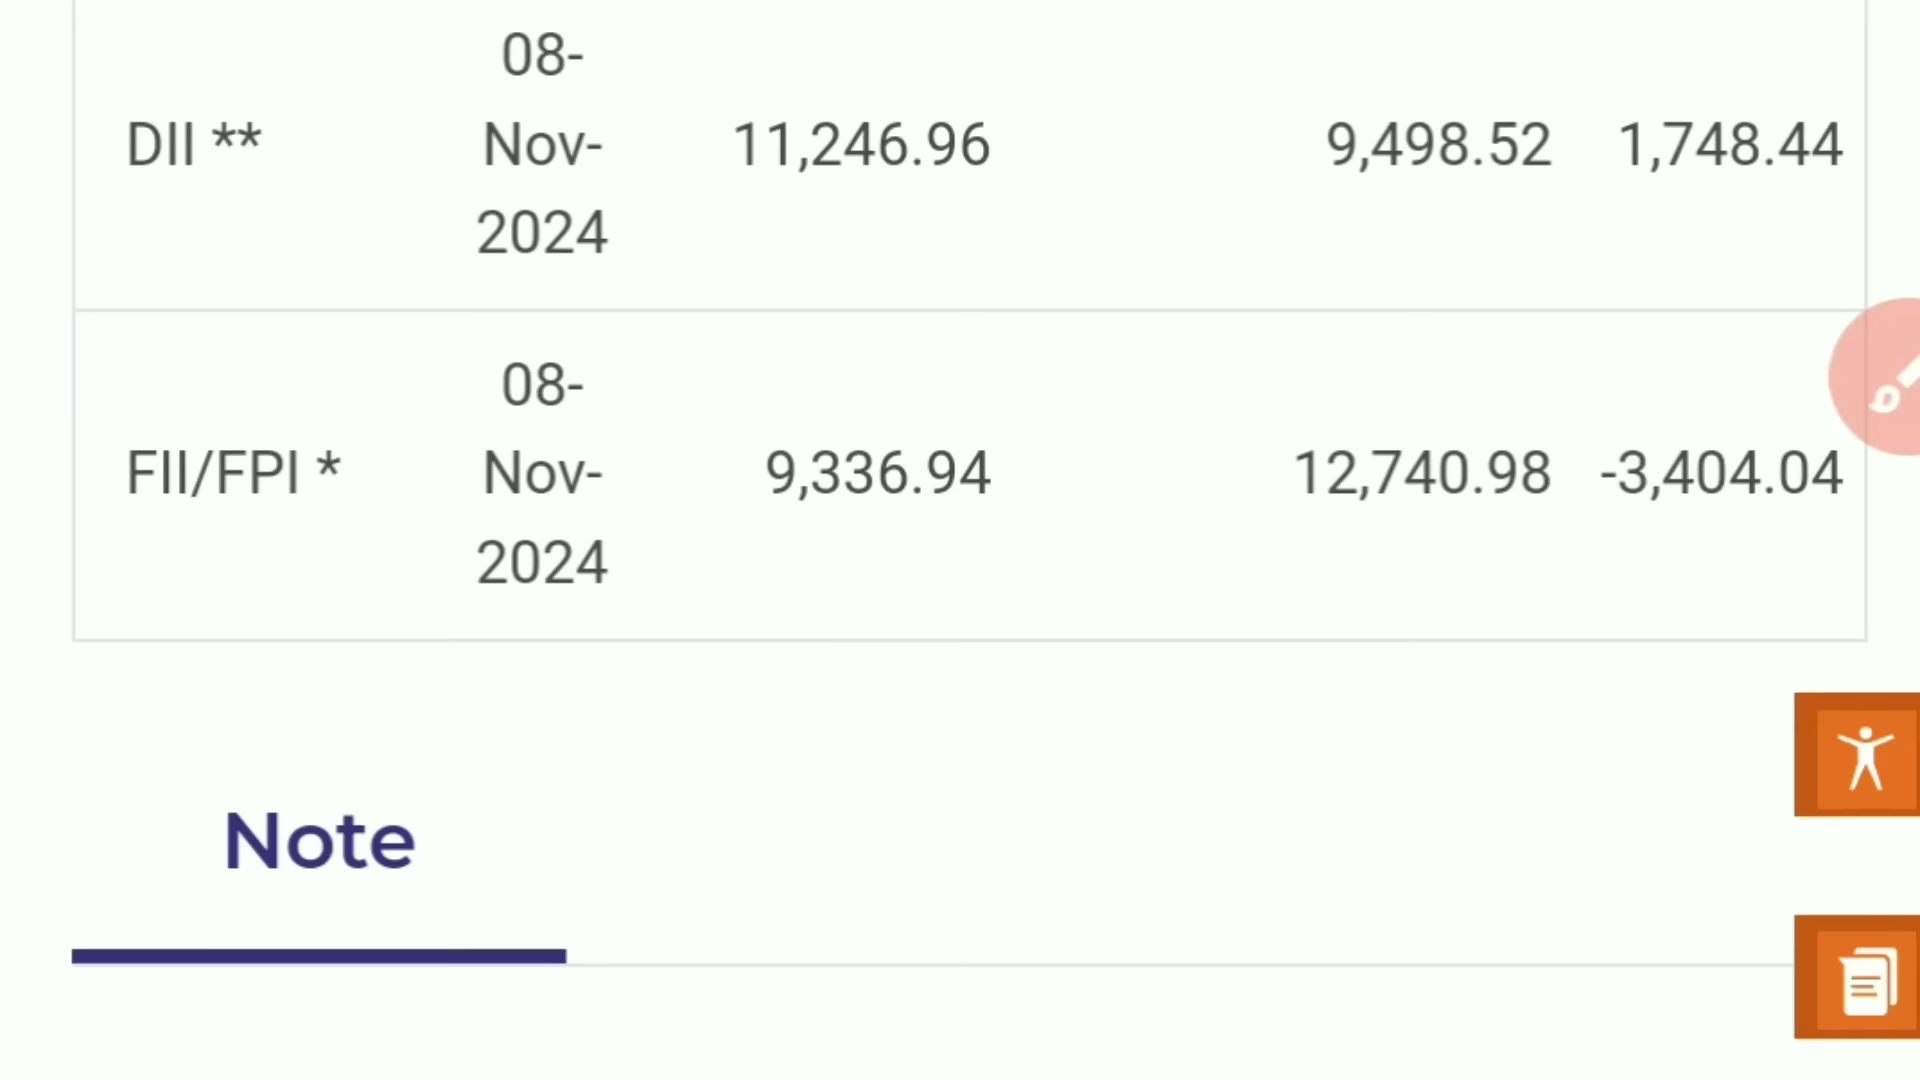 08-
DII ** Nov- 11,246.96 9,498.52 1,748.44
2024
08-
FII/FPI * Nov- 9,336.94 12,740.98 -3,404.04
2024
Note